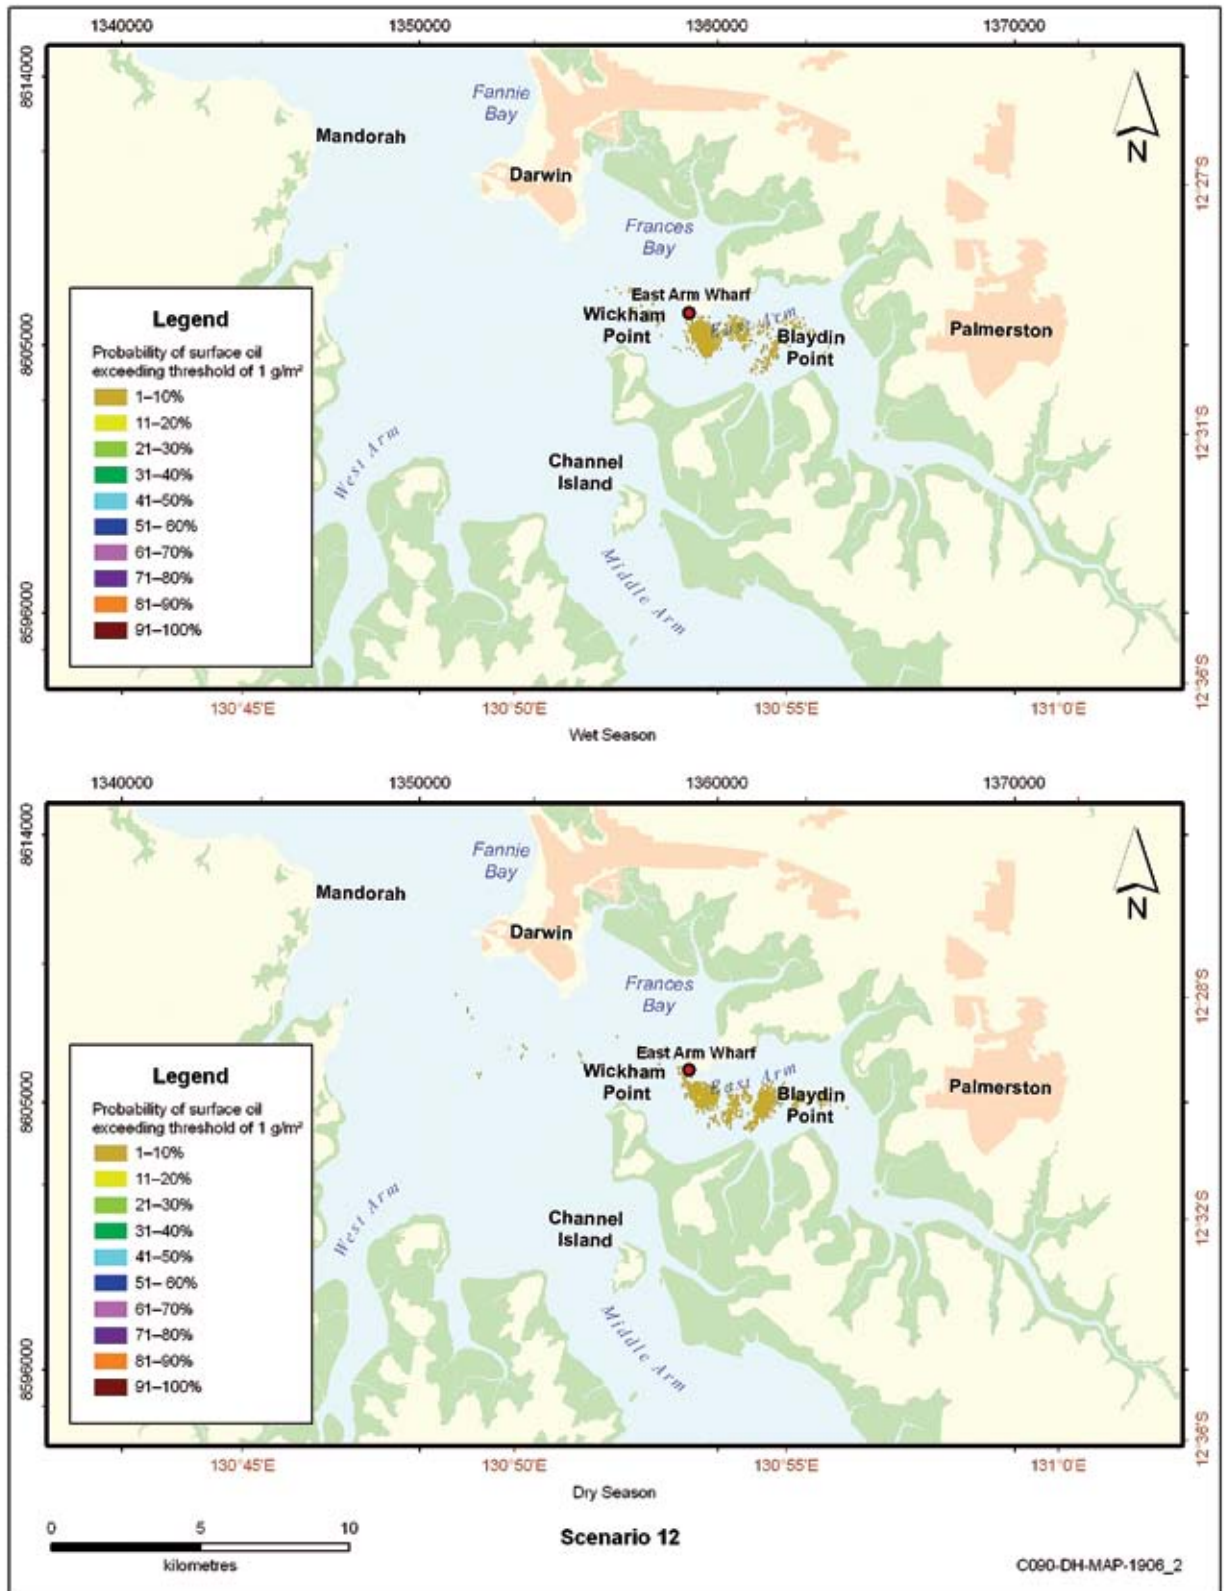 1340000 1350000 1360000 1370000
8614000
8605000
8596000
Fannie
Bay
Mandorah
Darwin
N
12°27'S
Frances
Bay
East Arm Wharf
Wickham
Point
East Arm
Blaydin
Point
Palmerston
Legend
Probability of surface oil
exceeding threshold of 1 g/m²
1–10%
11–20%
21–30%
31–40%
41–50%
51– 60%
61–70%
71–80%
81–90%
91–100%
West Arm
Channel
Island
Middle Arm
12°31'S
12°36'S
130°45'E 130°50'E 130°55'E 131°0'E
Wet Season
1340000 1350000 1360000 1370000
8614000
8605000
8596000
Fannie
Bay
Mandorah
Darwin
N
12°28'S
Frances
Bay
East Arm Wharf
Wickham
Point
East Arm
Blaydin
Point
Palmerston
Legend
Probability of surface oil
exceeding threshold of 1 g/m²
1–10%
11–20%
21–30%
31–40%
41–50%
51– 60%
61–70%
71–80%
81–90%
91–100%
West Arm
Channel
Island
Middle Arm
12°32'S
12°36'S
130°45'E 130°50'E 130°55'E 131°0'E
Dry Season
0 5 10
kilometres
Scenario 12
C090-DH-MAP-1906_2